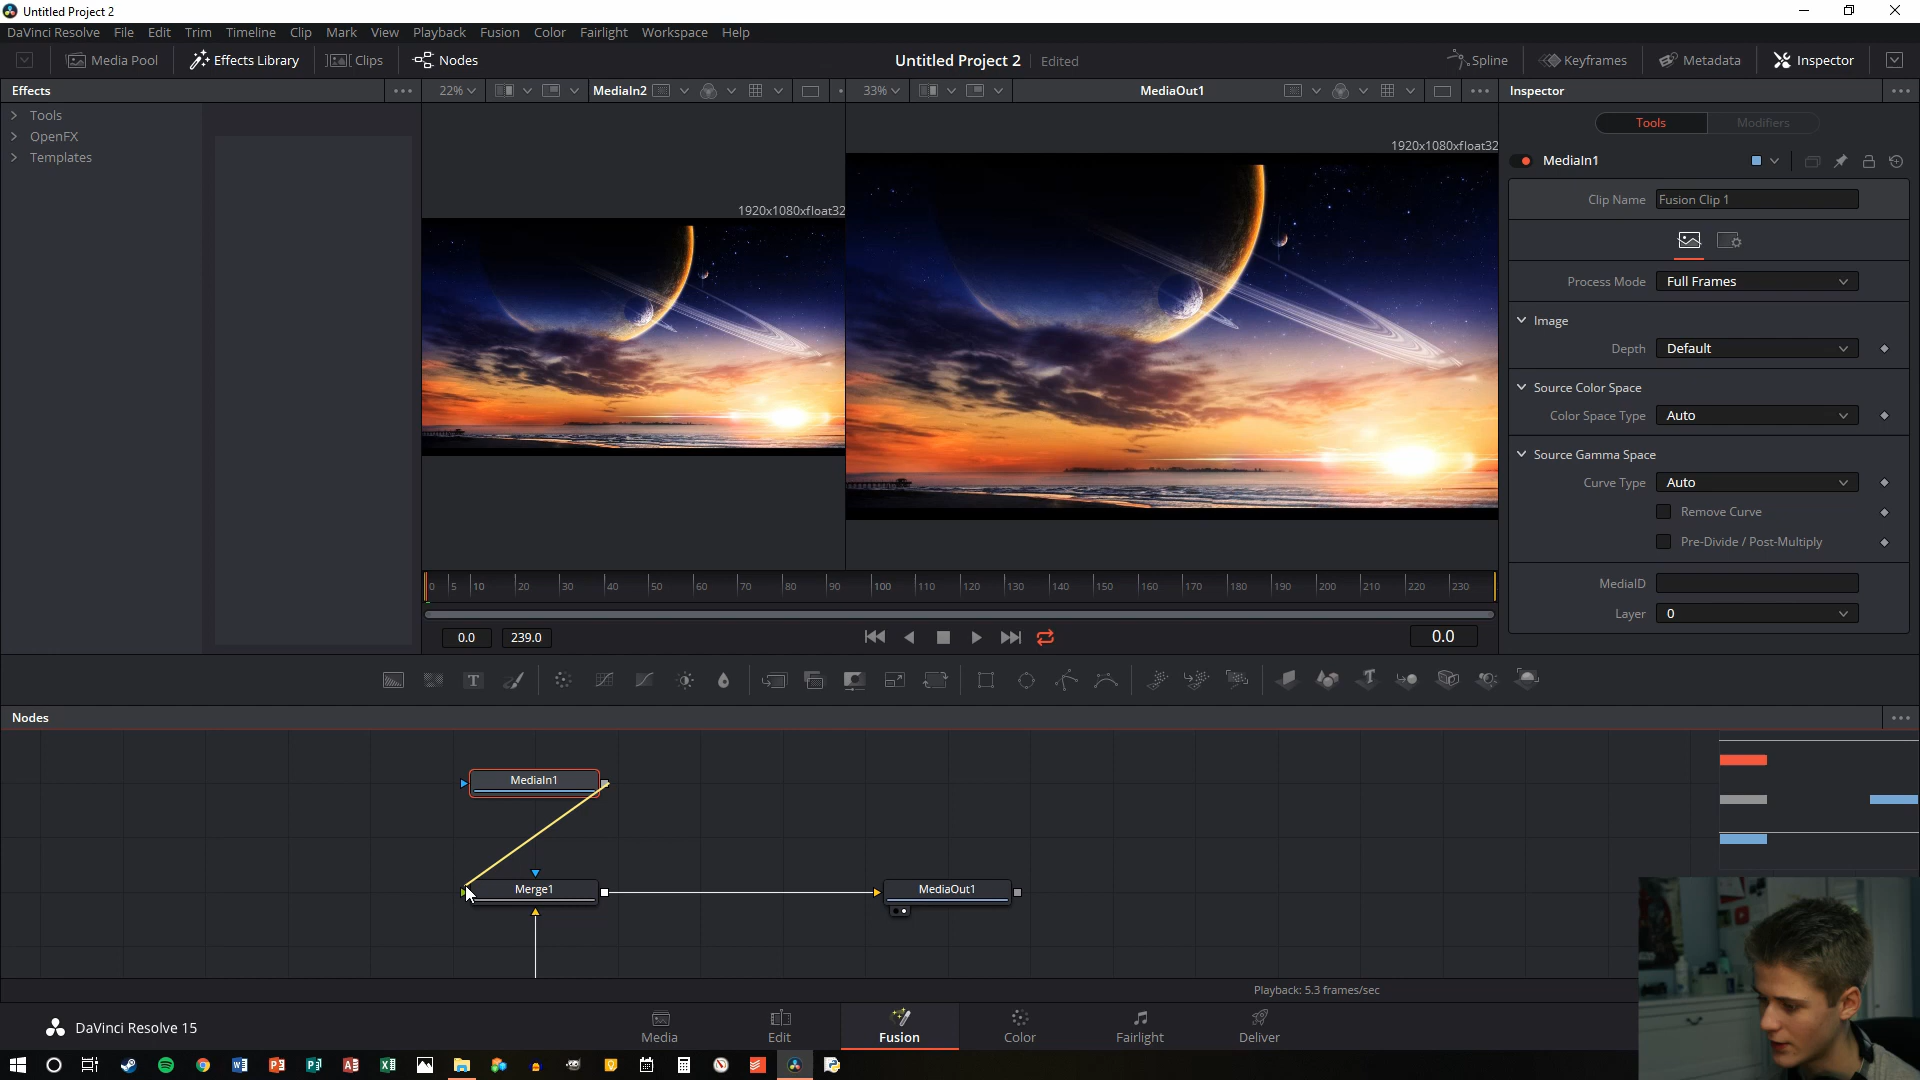 Untitled Project 2
DaVinci Resolve File Edit Trim Timeline Clip Mark View Playback Fusion Color Fairlight Workspace Help
Media Pool Effects Library Clips Nodes Untitled Project 2 Edited Spline Keyframes Metadata Inspector
Effects 22% MediaIn2 33% MediaOut1 Inspector
Tools
OpenFX
Templates
1920x1080xfloat32
1920x1080xfloat32
Tools Modifiers
MediaIn1
Clip Name Fusion Clip 1
Process Mode Full Frames
Image
Depth Default
Source Color Space
Color Space Type Auto
Source Gamma Space
Curve Type Auto
Remove Curve
Pre-Divide / Post-Multiply
MediaID
Layer 0
0 5 10 20 30 40 50 60 70 80 90 100 110 120 130 140 150 160 170 180 190 200 210 220 230
0.0 239.0 0.0
T
Nodes
MediaIn1
Merge1 MediaOut1
Playback: 5.3 frames/sec
DaVinci Resolve 15 Media Edit Fusion Color Fairlight Deliver